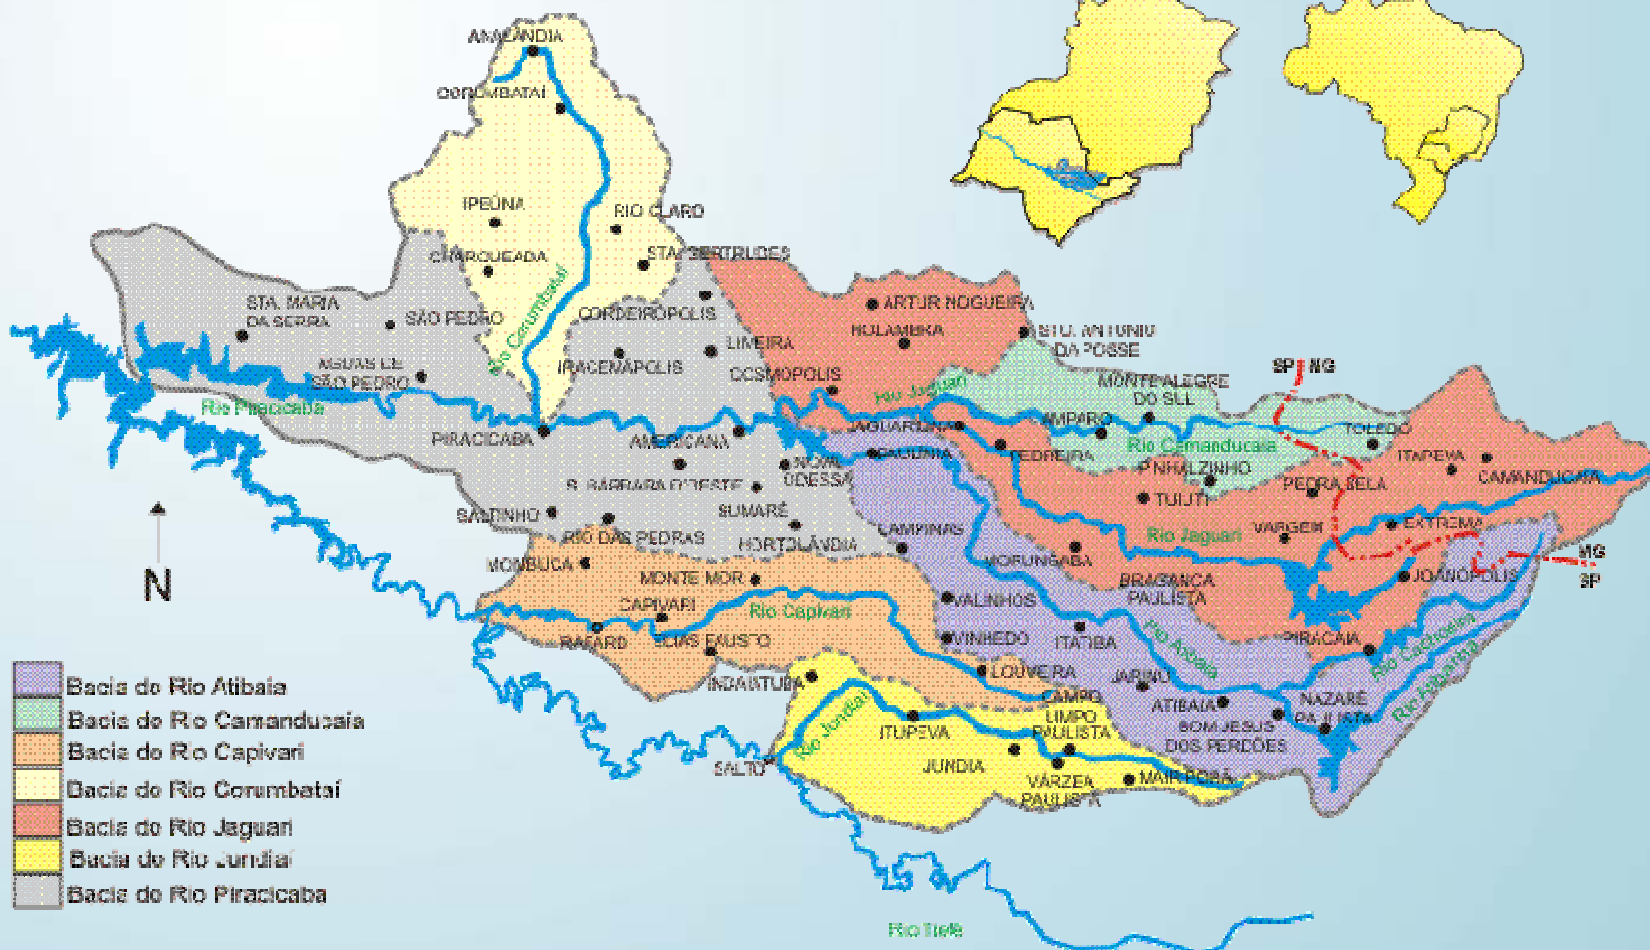 ANALÂNDIA
CORUMBATAÍ
IPEÚNA
RIO CLARO
CHARQUEADA
STA. GERTRUDES
STA. MARIA
DA SERRA
SÃO PEDRO
Rio Corumbataí
CORDEIRÓPOLIS
ARTUR NOGUEIRA
HOLAMBRA
STO. ANTONIO
DA POSSE
LIMEIRA
IRACEMÁPOLIS
ÁGUAS DE
SÃO PEDRO
COSMÓPOLIS
MONTE ALEGRE
DO SUL
SP MG
Rio Jaguari
Rio Piracicaba
PIRACICABA
AMERICANA
JAGUARIÚNA
AMPARO
Rio Camanducaia
TOLEDO
PAULÍNIA
PEDREIRA
PINHALZINHO
ITAPEVA
CAMANDUCAIA
NOVA
ODESSA
S. BÁRBARA D'OESTE
TUIUTI
PEDRA BELA
SALTINHO
SUMARÉ
RIO DAS PEDRAS
HORTOLÂNDIA
CAMPINAS
Rio Jaguari
VARGEM
EXTREMA
MG
SP
N
MONBUCA
MONTE MOR
MORUNGABA
BRAGANÇA
PAULISTA
JOANÓPOLIS
CAPIVARI
Rio Capivari
VALINHOS
RAFARD
ELIAS FAUSTO
VINHEDO
ITATIBA
Rio Atibaia
PIRACAIA
Rio Cachoeira
INDAIATUBA
LOUVEIRA
JARINU
CAMPO
LIMPO
PAULISTA
ATIBAIA
NAZARÉ
PAULISTA
BOM JESUS
DOS PERDÕES
Rio Jundiaí
ITUPEVA
SALTO
JUNDIA
VÁRZEA
PAULISTA
Bacia do Rio Atibaia
Bacia do Rio Camanducaía
Bacia do Rio Capivari
Bacia do Rio Corumbataí
Bacia do Rio Jaguari
Bacia do Rio Jundiaí
Bacia do Rio Piracicaba
Rio Tietê